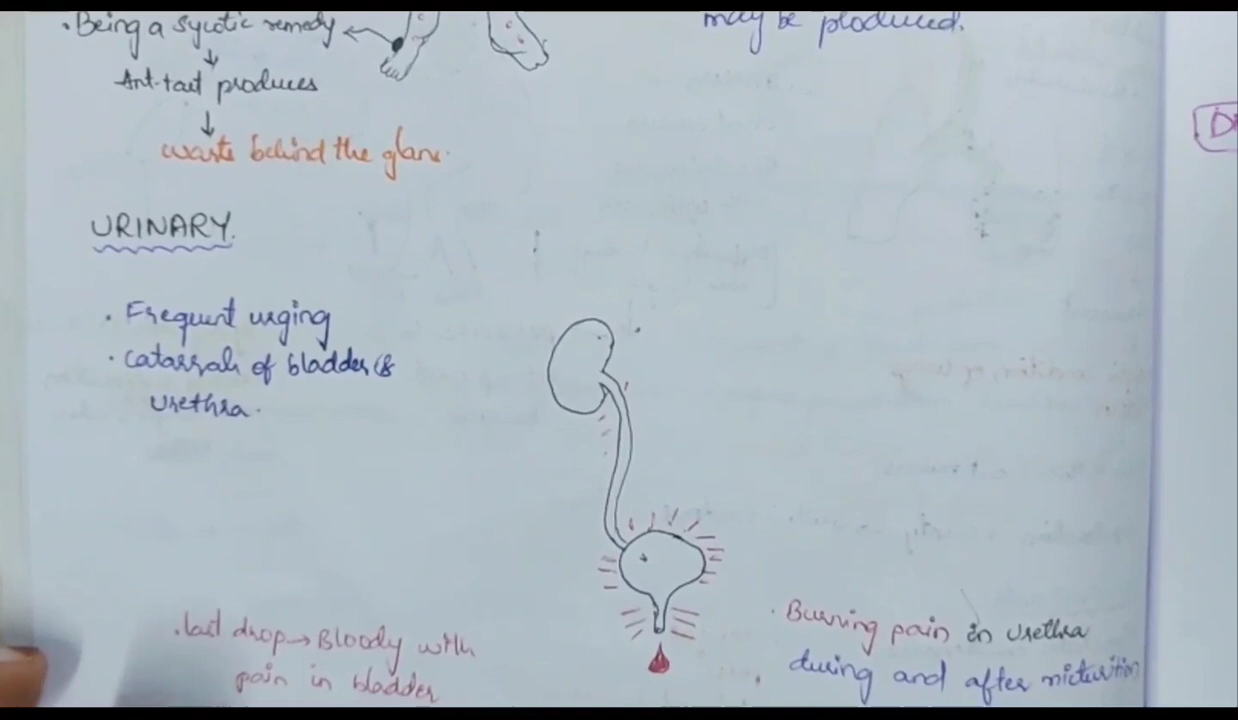 . Being a sycotic remedy
may be produced.
Ant-tart produces
warts behind the glans.
D
URINARY.
. Frequent urging
. Catarrah of bladder &
urethra.
. last drop → Bloody with
pain in bladder
. Burning pain in urethra
during and after micturition